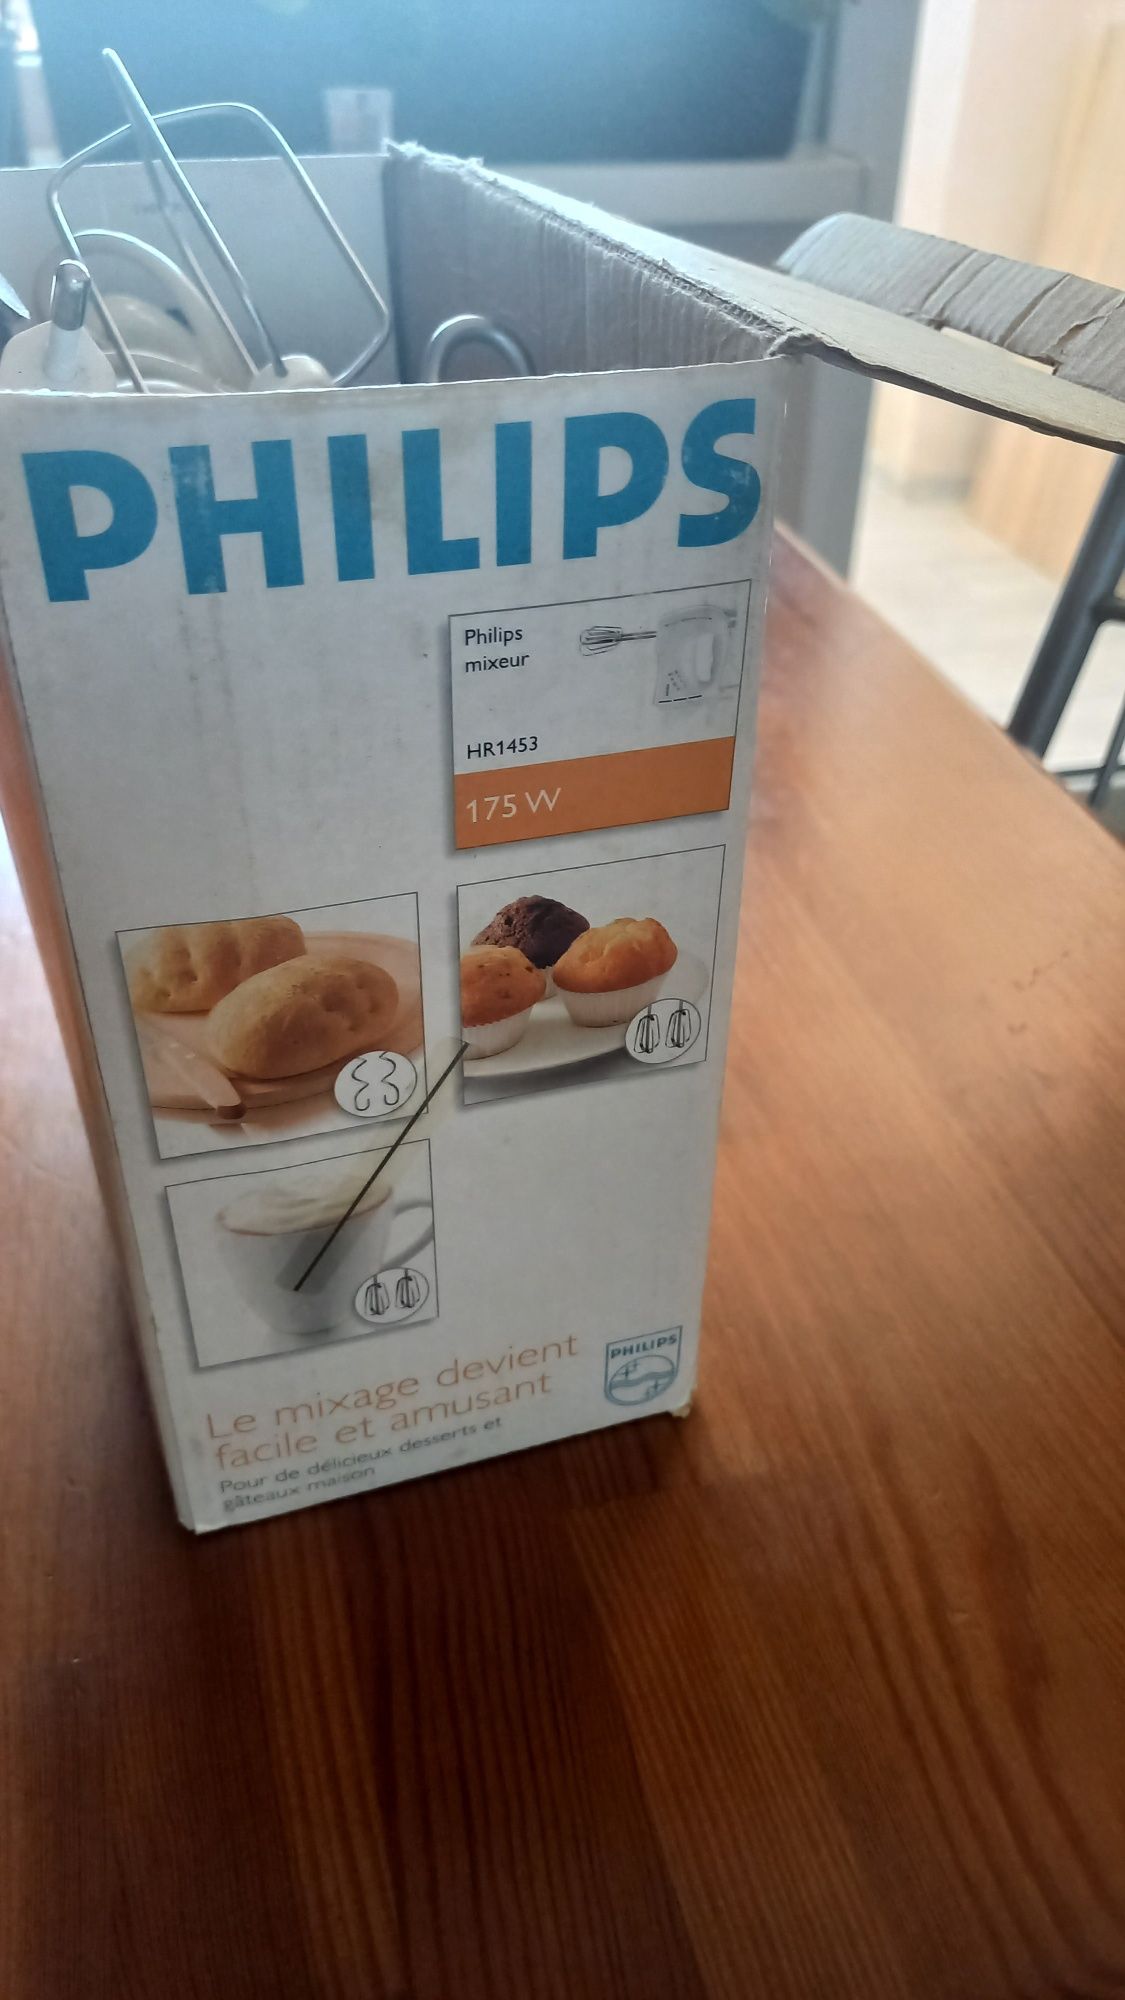 PHILIPS
Philips
mixeur
HR1453
175 W
Le mixage devient
facile et amusant
Pour de délicieux desserts et
gâteaux maison
PHILIPS